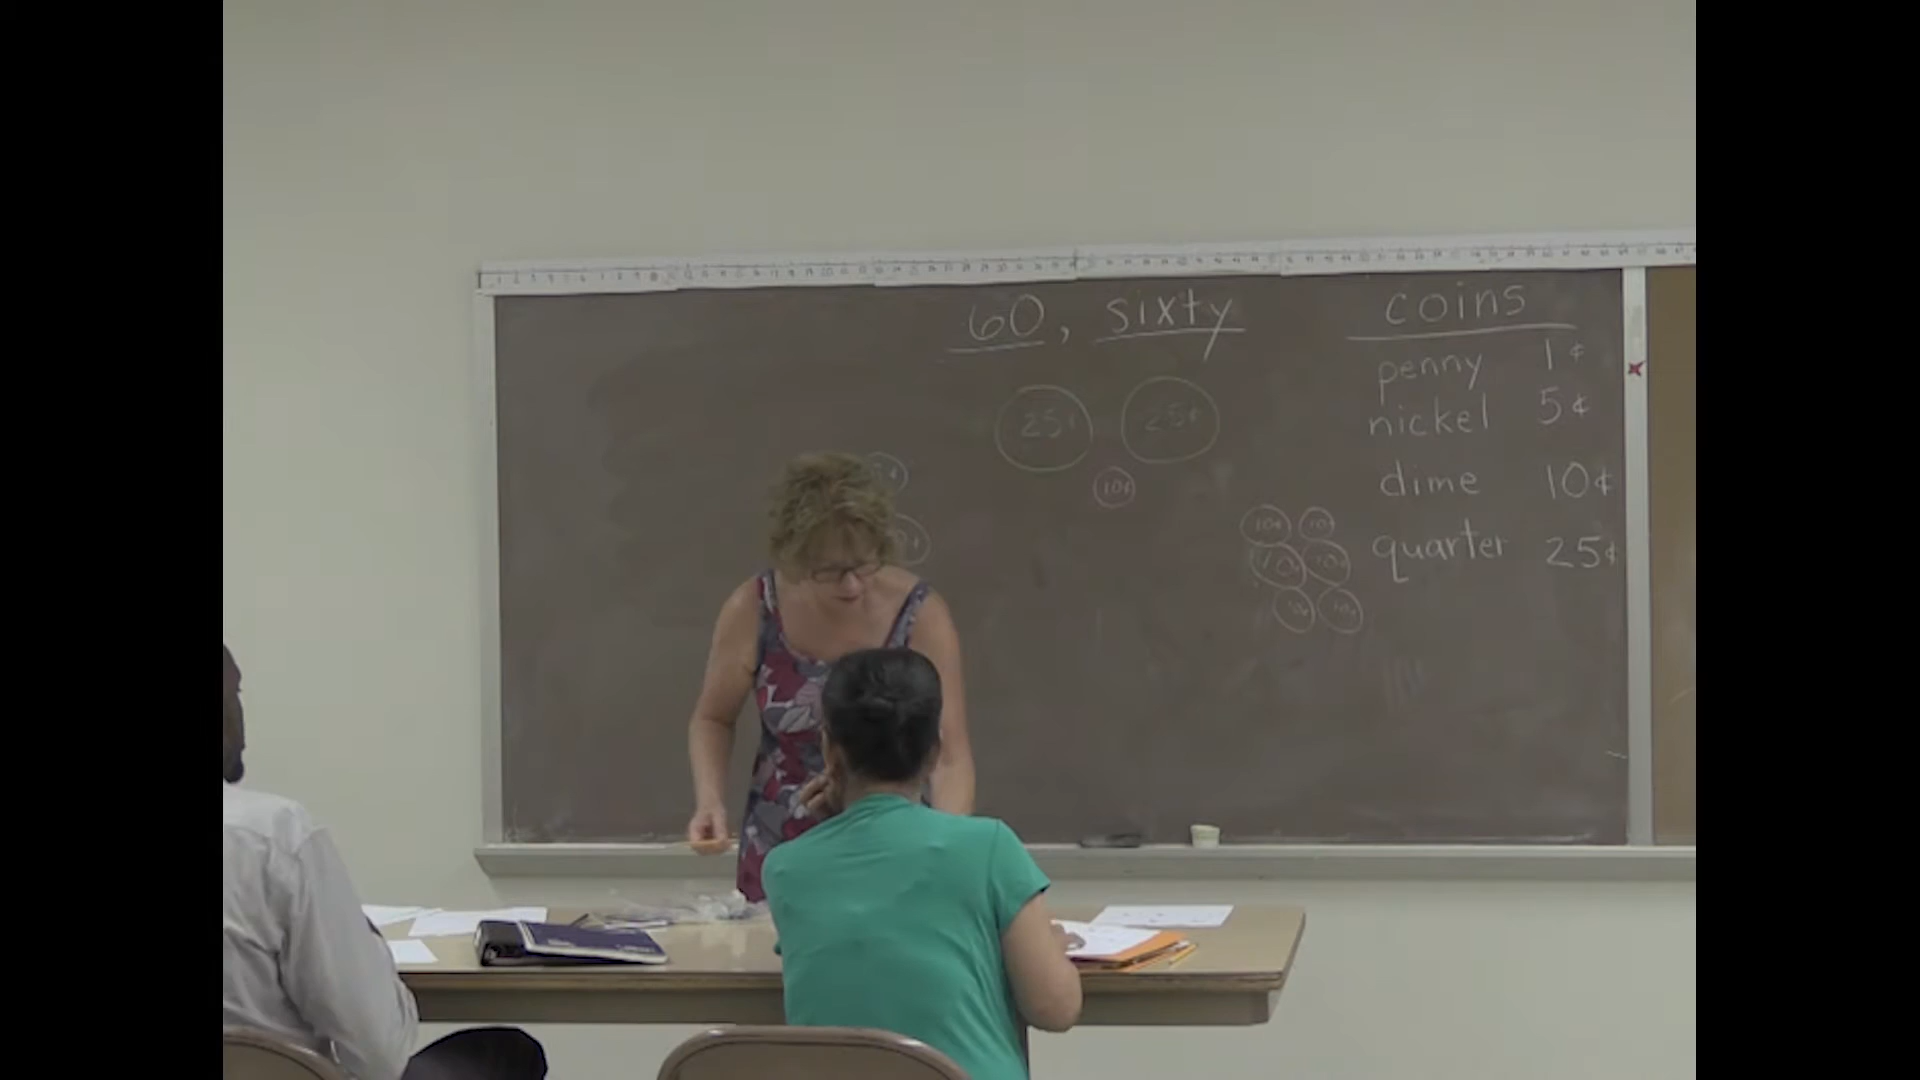 60, sixty
coins
penny 1¢
nickel 5¢
dime 10¢
quarter 25¢
25¢ 25¢
10¢
10¢ 10¢
10¢ 10¢
10¢ 10¢